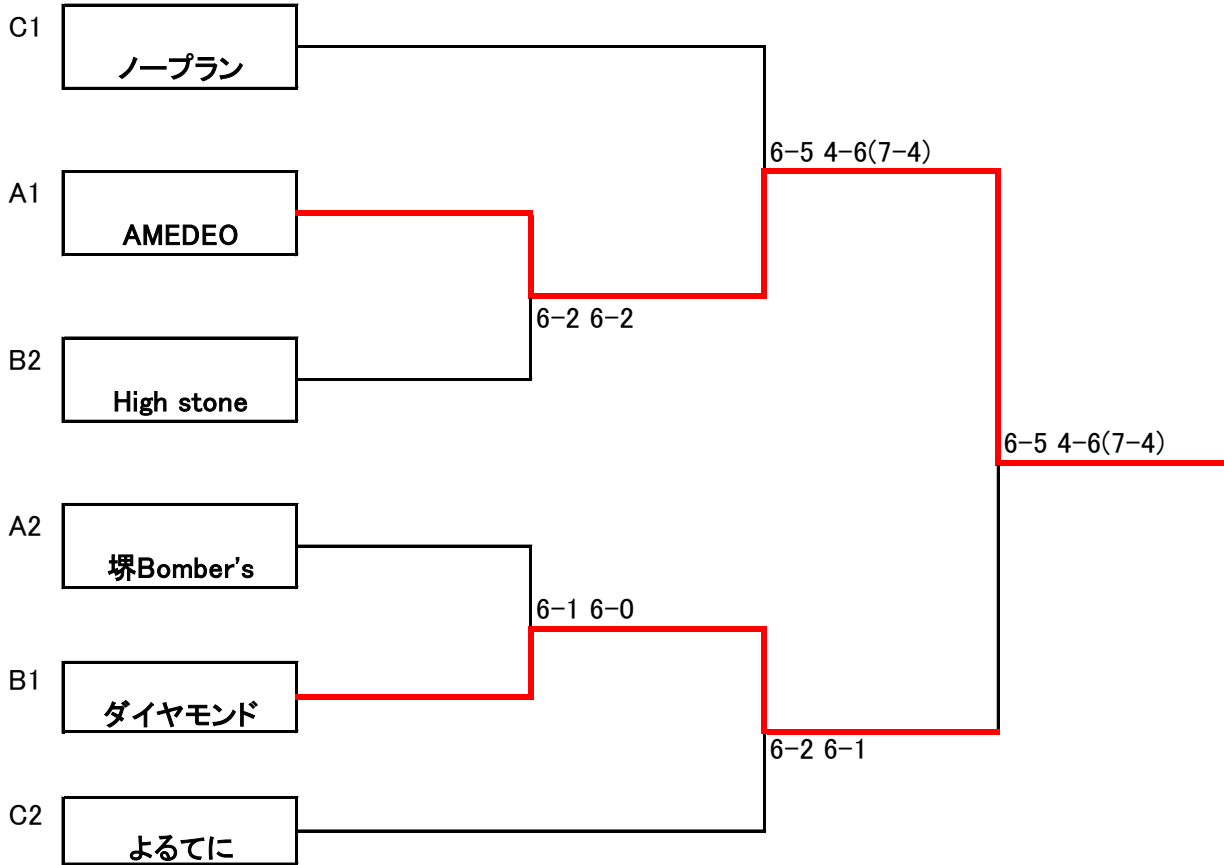 C1
ノープラン
6-5 4-6(7-4)
A1
AMEDEO
6-2 6-2
B2
High stone
6-5 4-6(7-4)
A2
堺Bomber's
6-1 6-0
B1
ダイヤモンド
6-2 6-1
C2
よるてに